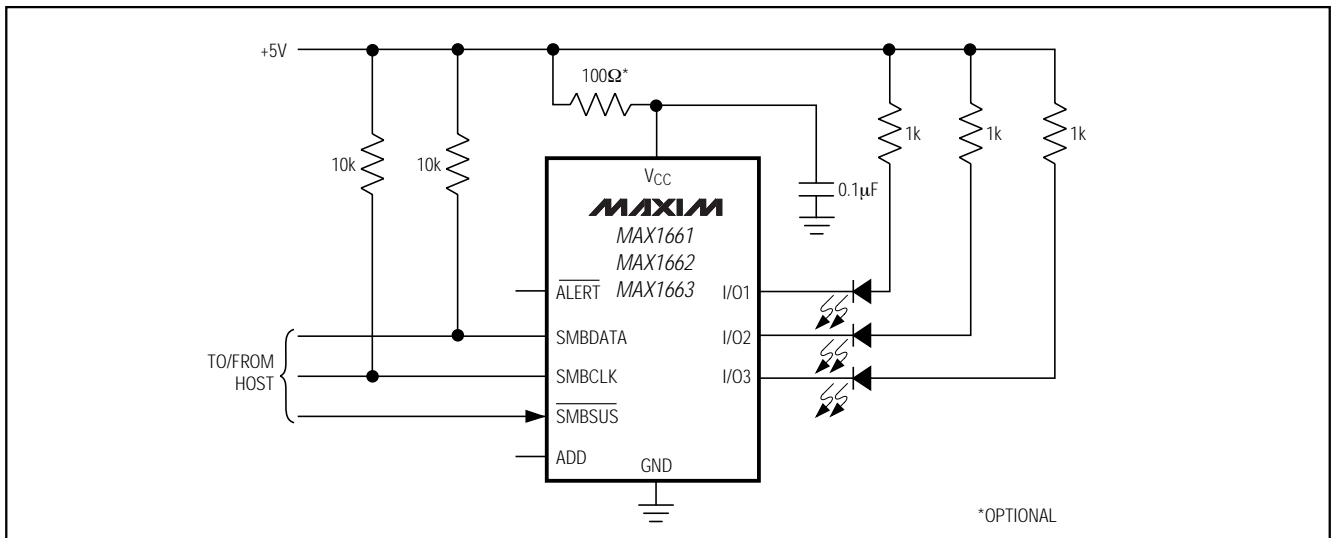 +5V
100Ω*
10k
10k
1k
1k
1k
VCC
0.1µF
MAXIM
MAX1661
MAX1662
MAX1663
ALERT
I/O1
SMBDATA
I/O2
TO/FROM
HOST
SMBCLK
I/O3
SMBSUS
ADD
GND
*OPTIONAL